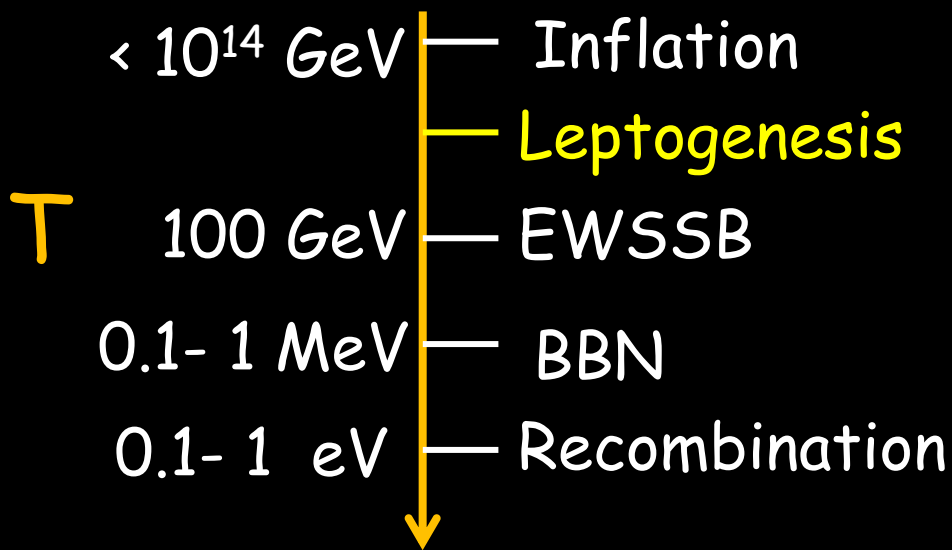 < 10¹⁴ GeV Inflation
Leptogenesis
T 100 GeV EWSSB
0.1- 1 MeV BBN
0.1- 1 eV Recombination